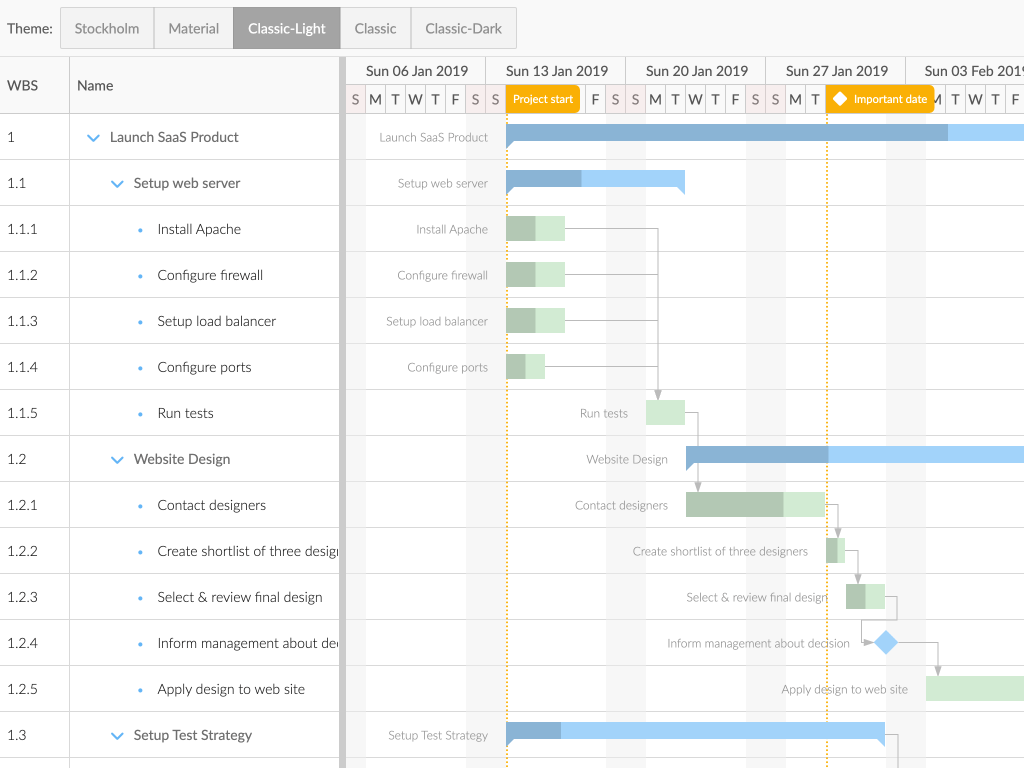 Theme: Stockholm Material Classic-Light Classic Classic-Dark
WBS Name
Sun 06 Jan 2019 Sun 13 Jan 2019 Sun 20 Jan 2019 Sun 27 Jan 2019 Sun 03 Feb 2019
S M T W T F S S Project start F S S M T W T F S S M T Important date M T W T F
1 Launch SaaS Product Launch SaaS Product
1.1 Setup web server Setup web server
1.1.1 • Install Apache Install Apache
1.1.2 • Configure firewall Configure firewall
1.1.3 • Setup load balancer Setup load balancer
1.1.4 • Configure ports Configure ports
1.1.5 • Run tests Run tests
1.2 Website Design Website Design
1.2.1 • Contact designers Contact designers
1.2.2 • Create shortlist of three desig Create shortlist of three designers
1.2.3 • Select & review final design Select & review final design
1.2.4 • Inform management about de Inform management about decision
1.2.5 • Apply design to web site Apply design to web site
1.3 Setup Test Strategy Setup Test Strategy